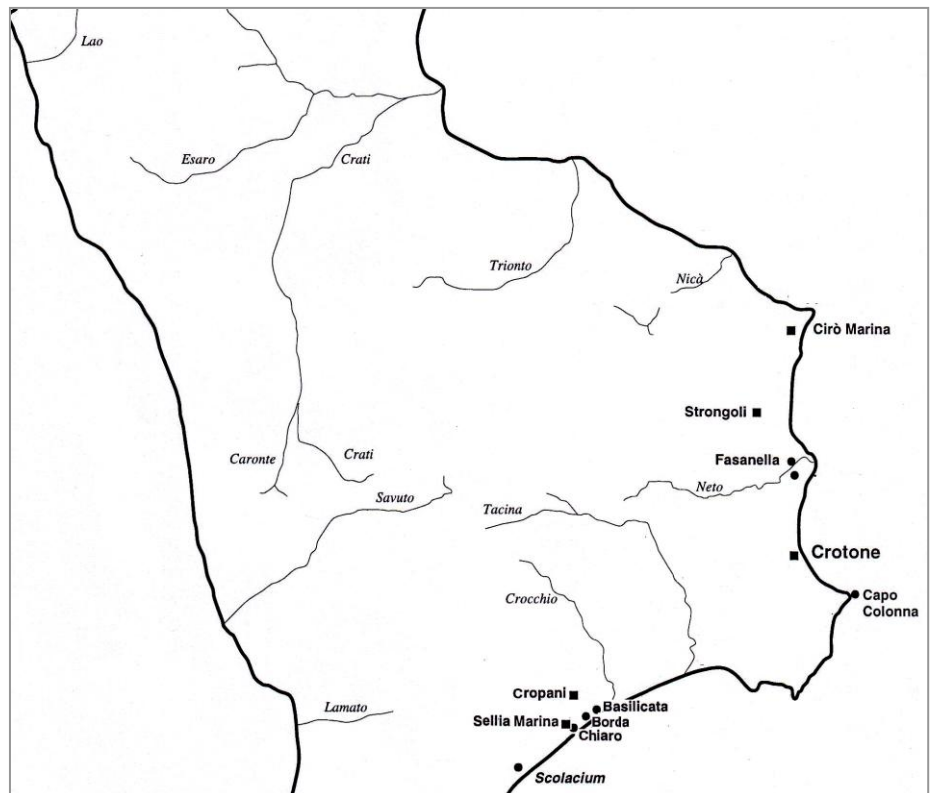 Lao
Esaro
Crati
Trionto
Nicà
Cirò Marina
Strongoli
Fasanella
Caronte
Crati
Savuto
Neto
Tacina
Crotone
Crocchio
Capo
Colonna
Cropani
Basilicata
Lamato
Sellia Marina
Borda
Chiaro
Scolacium